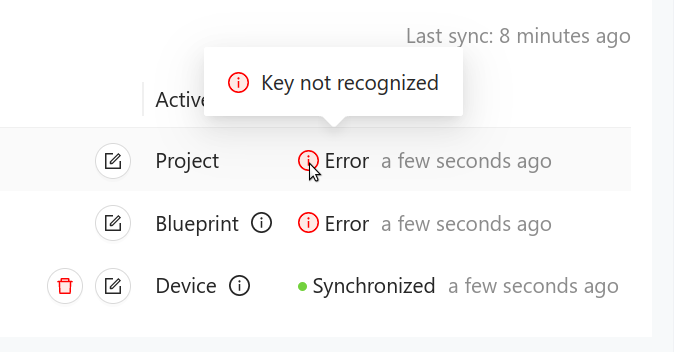 Last sync: 8 minutes ago
Key not recognized
Active
Project Error a few seconds ago
Blueprint Error a few seconds ago
Device Synchronized a few seconds ago